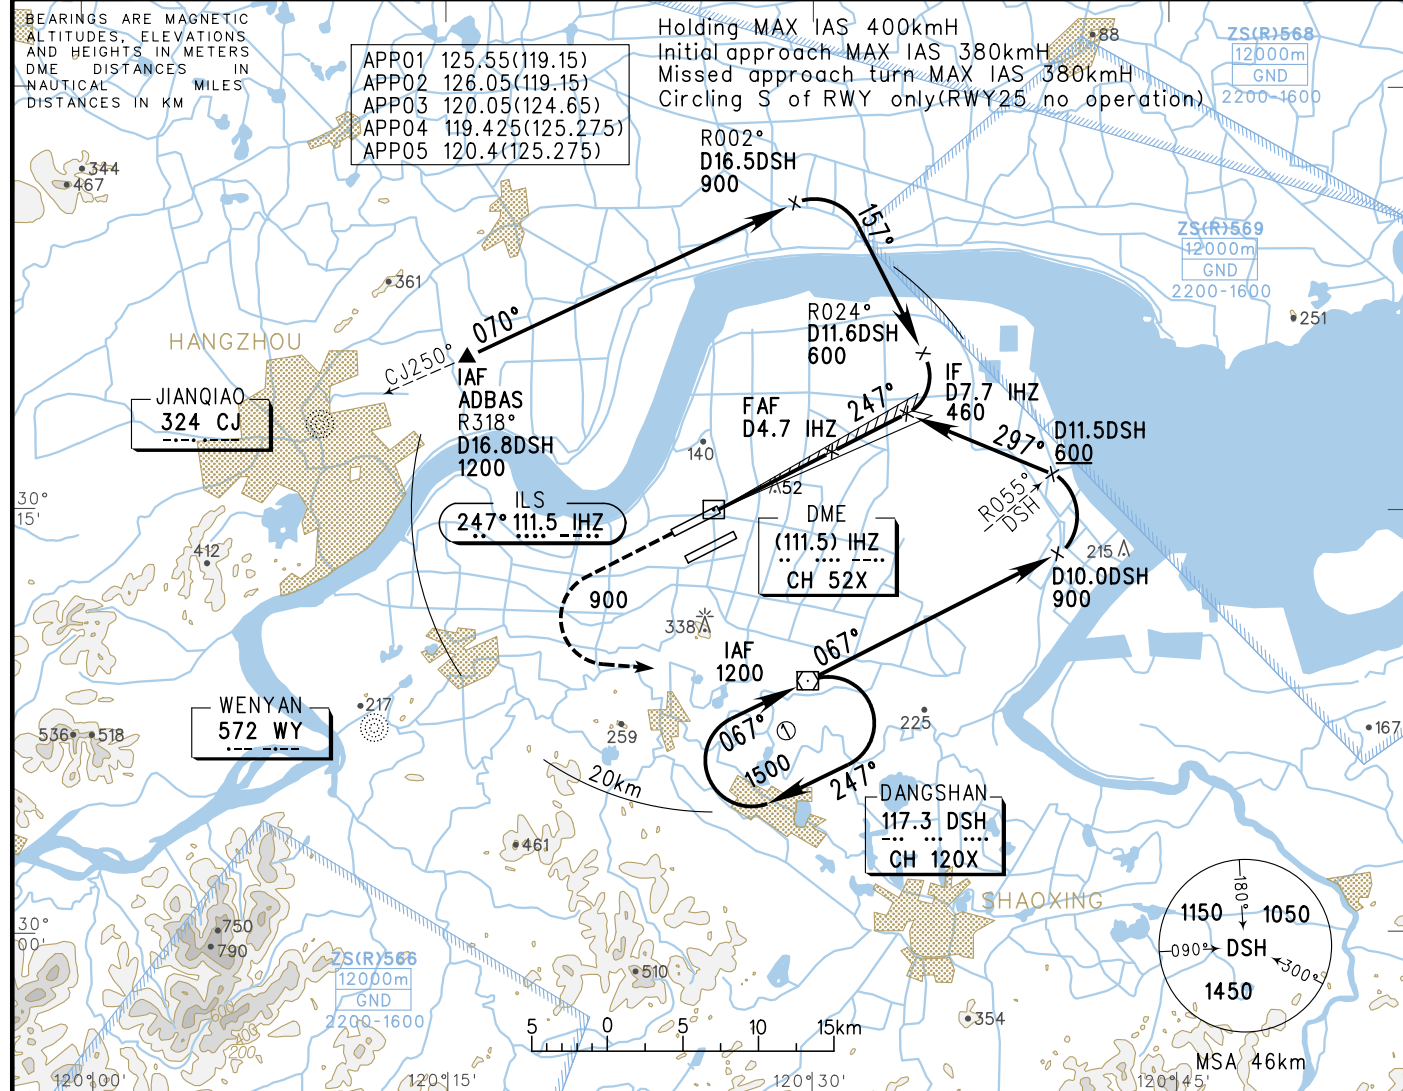 BEARINGS ARE MAGNETIC
ALTITUDES, ELEVATIONS
AND HEIGHTS IN METERS
DME DISTANCES IN
NAUTICAL MILES
DISTANCES IN KM
APP01 125.55(119.15)
APP02 126.05(119.15)
APP03 120.05(124.65)
APP04 119.425(125.275)
APP05 120.4(125.275)
Holding MAX IAS 400kmH
Initial approach MAX IAS 380kmH
Missed approach turn MAX IAS 380kmH
Circling S of RWY only(RWY25 no operation)
88
ZS(R)568
12000m
GND
2200-1600
R002°
D16.5DSH
900
344
467
157°
ZS(R)569
12000m
GND
2200-1600
361
251
070°
R024°
D11.6DSH
600
HANGZHOU
CJ250°
IAF
ADBAS
R318°
D16.8DSH
1200
JIANQIAO
324 CJ
IF
D7.7 IHZ
460
247°
FAF
D4.7 IHZ
297°
D11.5DSH
600
140
52
R055°
DSH
30°
15'
ILS
247° 111.5 IHZ
DME
(111.5) IHZ
CH 52X
412
215
D10.0DSH
900
900
338
IAF
1200
067°
WENYAN
572 WY
217
536
518
259
067°
1
1500
247°
225
167
20km
DANGSHAN
117.3 DSH
CH 120X
461
SHAOXING
750
790
30°
00'
ZS(R)566
12000m
GND
2200-1600
510
354
600
400
200
180°
1150
1050
090°
DSH
300°
1450
MSA 46km
5 0 5 10 15km
120°00'
120°15'
120°30'
120°45'